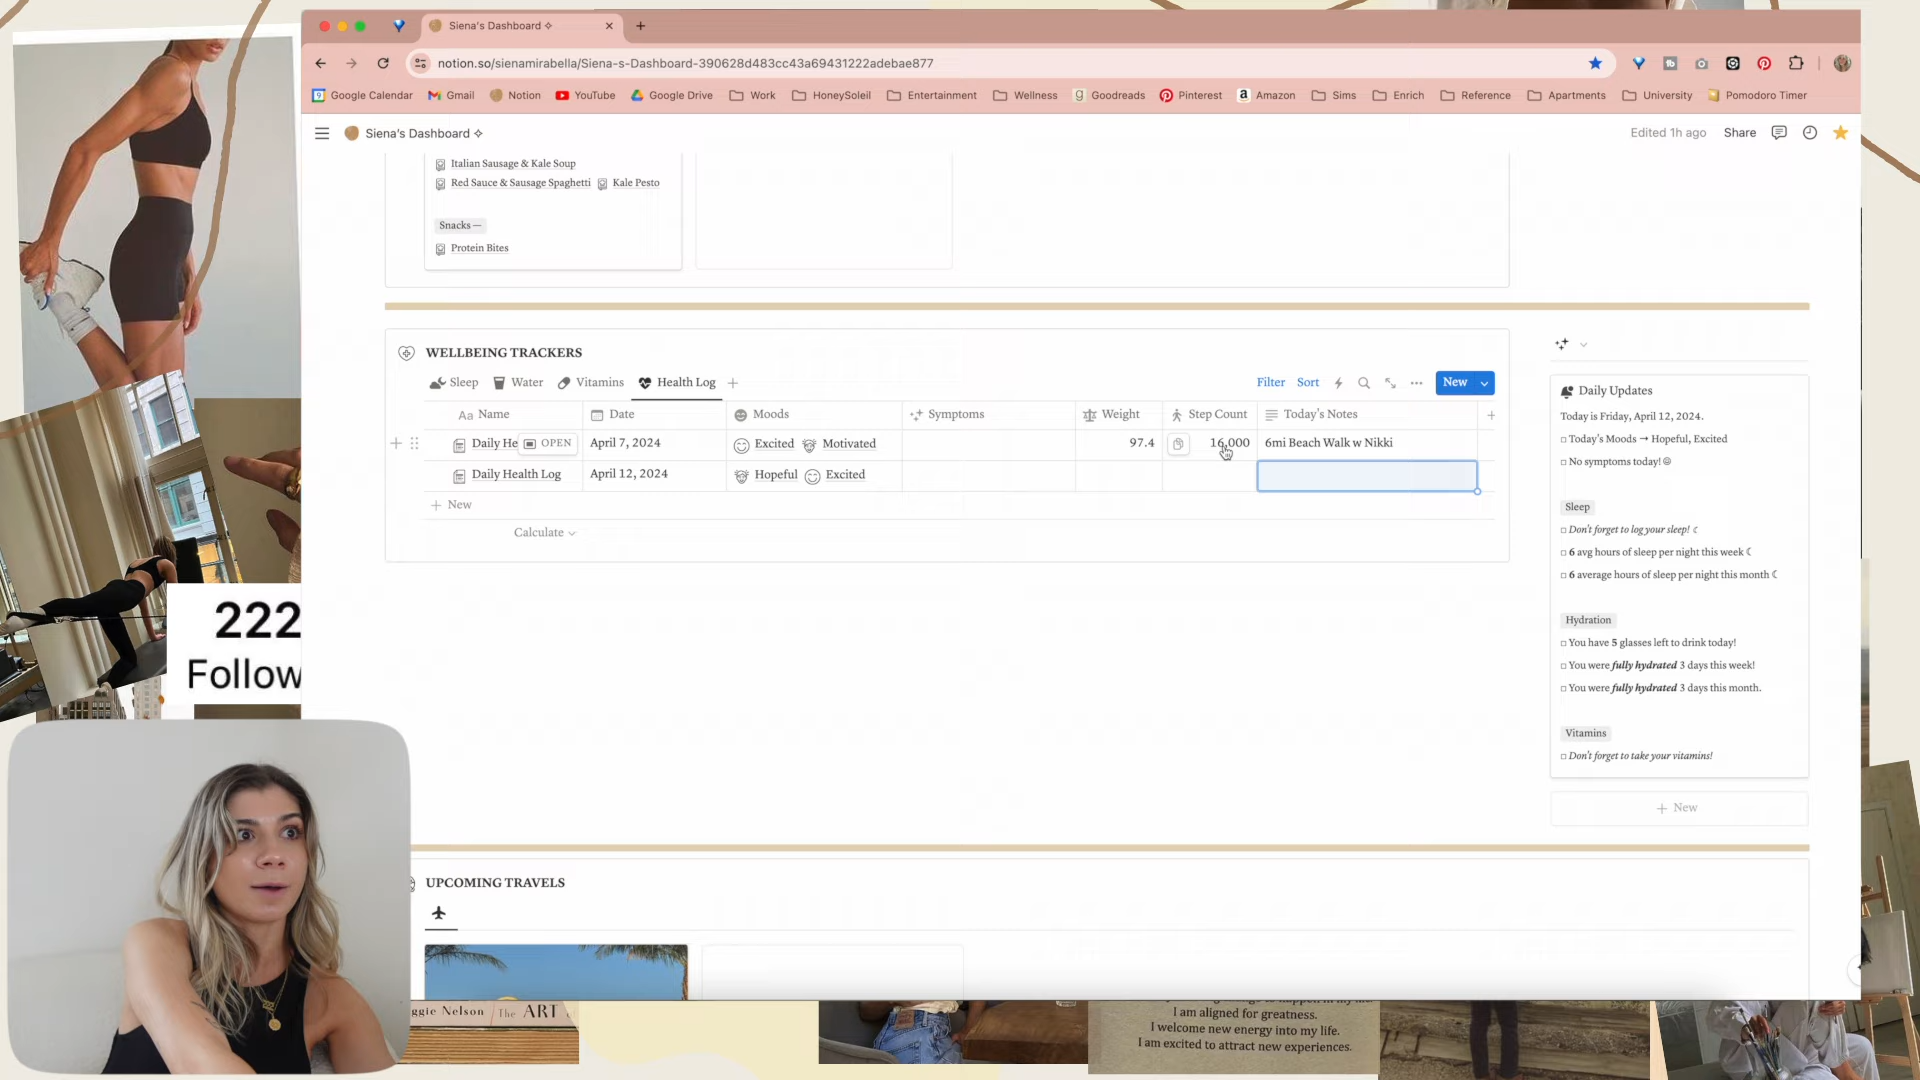 Siena's Dashboard ✧
notion.so/sienamirabella/Siena-s-Dashboard-390628d483cc43a69431222adebae877
Google Calendar Gmail Notion YouTube Google Drive Work HoneySoleil Entertainment Wellness Goodreads Pinterest Amazon Sims Enrich Reference Apartments University Pomodoro Timer
Siena's Dashboard ✧ Edited 1h ago Share
Italian Sausage & Kale Soup
Red Sauce & Sausage Spaghetti Kale Pesto
Snacks —
Protein Bites
WELLBEING TRACKERS
Sleep Water Vitamins Health Log
Filter Sort New
Aa Name Date Moods Symptoms Weight Step Count Today's Notes
Daily He OPEN April 7, 2024 Excited Motivated 97.4 16,000 6mi Beach Walk w Nikki
Daily Health Log April 12, 2024 Hopeful Excited
New
Calculate
Daily Updates
Today is Friday, April 12, 2024.
□ Today's Moods → Hopeful, Excited
□ No symptoms today! ☺
Sleep
□ Don't forget to log your sleep! ☾
□ 6 avg hours of sleep per night this week ☾
□ 6 average hours of sleep per night this month ☾
Hydration
□ You have 5 glasses left to drink today!
□ You were fully hydrated 3 days this week!
□ You were fully hydrated 3 days this month.
Vitamins
□ Don't forget to take your vitamins!
New
UPCOMING TRAVELS
222
Follow
ggie Nelson The ART
I am aligned for greatness.
I welcome new energy into my life.
I am excited to attract new experiences.